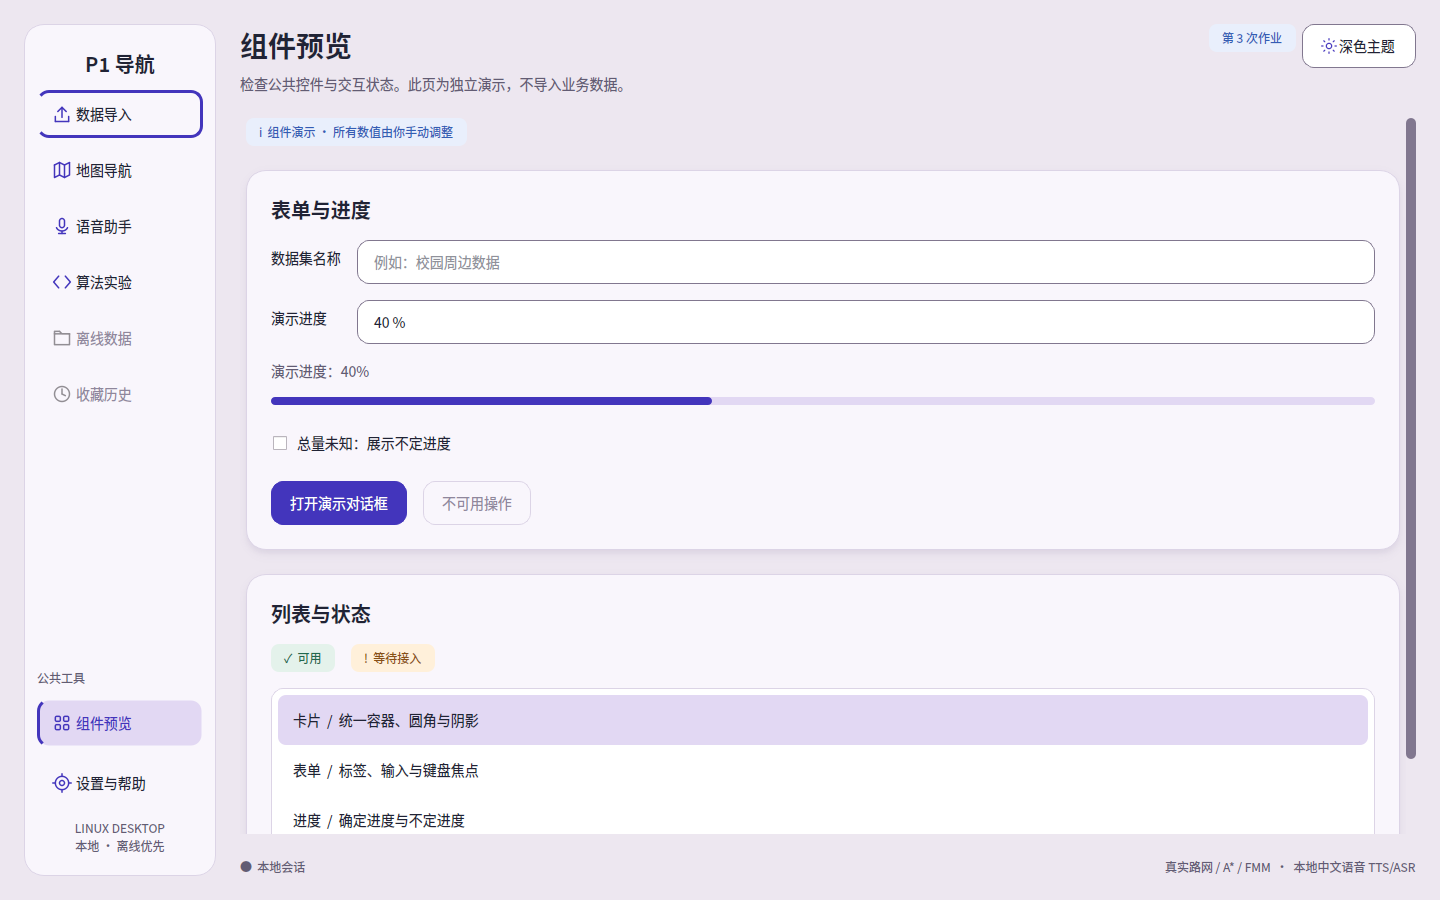 P1 导航
数据导入
地图导航
语音助手
算法实验
离线数据
收藏历史
公共工具
组件预览
设置与帮助
LINUX DESKTOP
本地 · 离线优先
组件预览
检查公共控件与交互状态。此页为独立演示，不导入业务数据。
第 3 次作业
深色主题
i 组件演示 · 所有数值由你手动调整
表单与进度
数据集名称
例如：校园周边数据
演示进度
40 %
演示进度：40%
总量未知：展示不定进度
打开演示对话框
不可用操作
列表与状态
✓ 可用
! 等待接入
卡片 / 统一容器、圆角与阴影
表单 / 标签、输入与键盘焦点
进度 / 确定进度与不定进度
● 本地会话
真实路网 / A* / FMM · 本地中文语音 TTS/ASR